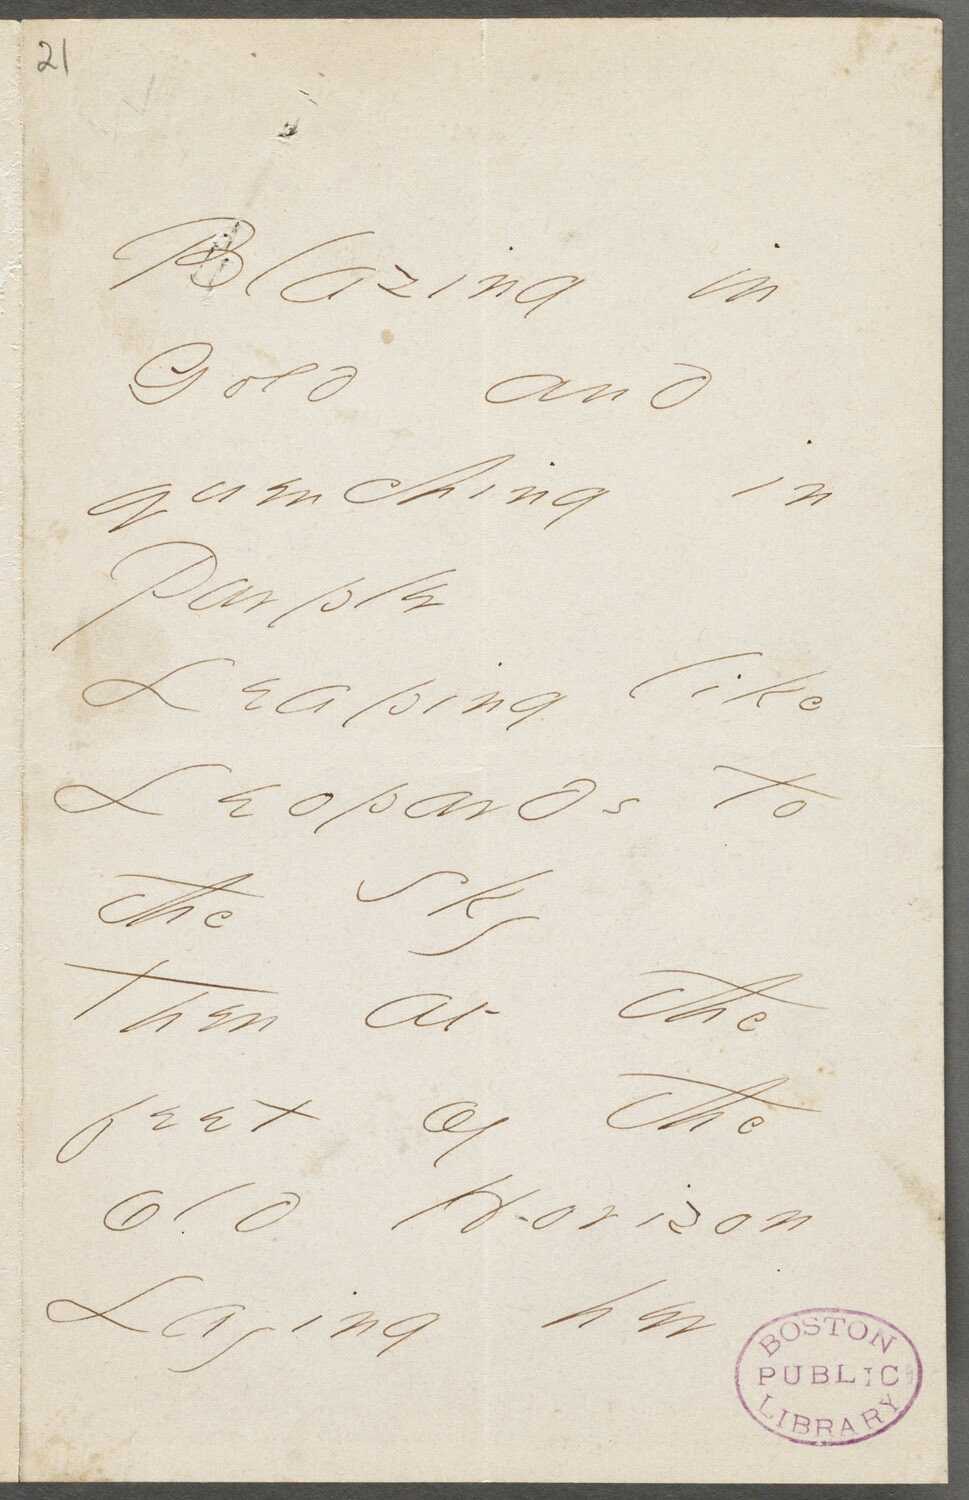 21
Blazing in
Gold and
quenching in
Purple
Leaping like
Leopards to
the Sky
Then at the
feet of the
old Horizon
Laying her
BOSTON
PUBLIC
LIBRARY